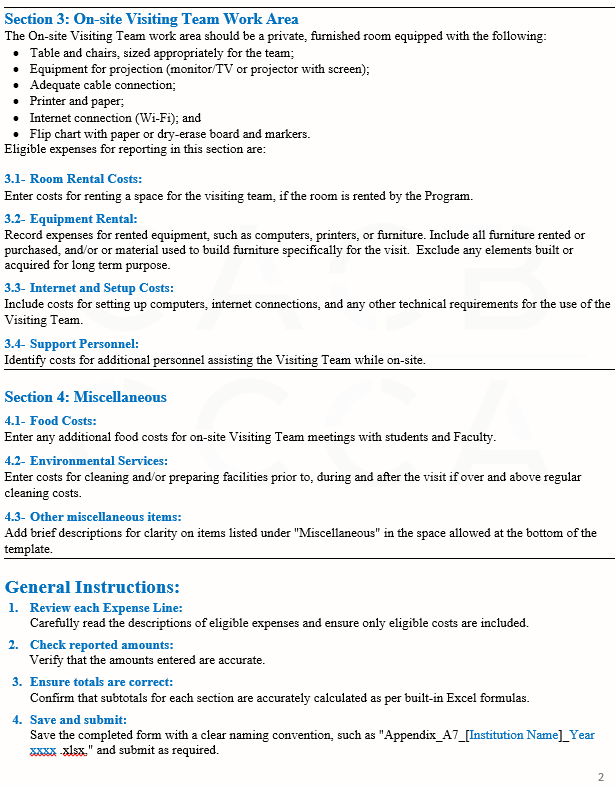 Section 3: On-site Visiting Team Work Area
The On-site Visiting Team work area should be a private, furnished room equipped with the following:
• Table and chairs, sized appropriately for the team;
• Equipment for projection (monitor/TV or projector with screen);
• Adequate cable connection;
• Printer and paper;
• Internet connection (Wi-Fi); and
• Flip chart with paper or dry-erase board and markers.
Eligible expenses for reporting in this section are:
3.1- Room Rental Costs:
Enter costs for renting a space for the visiting team, if the room is rented by the Program.
3.2- Equipment Rental:
Record expenses for rented equipment, such as computers, printers, or furniture. Include all furniture rented or
purchased, and/or or material used to build furniture specifically for the visit. Exclude any elements built or
acquired for long term purpose.
3.3- Internet and Setup Costs:
Include costs for setting up computers, internet connections, and any other technical requirements for the use of the
Visiting Team.
3.4- Support Personnel:
Identify costs for additional personnel assisting the Visiting Team while on-site.
Section 4: Miscellaneous
4.1- Food Costs:
Enter any additional food costs for on-site Visiting Team meetings with students and Faculty.
4.2- Environmental Services:
Enter costs for cleaning and/or preparing facilities prior to, during and after the visit if over and above regular
cleaning costs.
4.3- Other miscellaneous items:
Add brief descriptions for clarity on items listed under "Miscellaneous" in the space allowed at the bottom of the
template.
General Instructions:
1. Review each Expense Line:
Carefully read the descriptions of eligible expenses and ensure only eligible costs are included.
2. Check reported amounts:
Verify that the amounts entered are accurate.
3. Ensure totals are correct:
Confirm that subtotals for each section are accurately calculated as per built-in Excel formulas.
4. Save and submit:
Save the completed form with a clear naming convention, such as "Appendix_A7_[Institution Name]_Year
xxxx .xlsx," and submit as required.
2